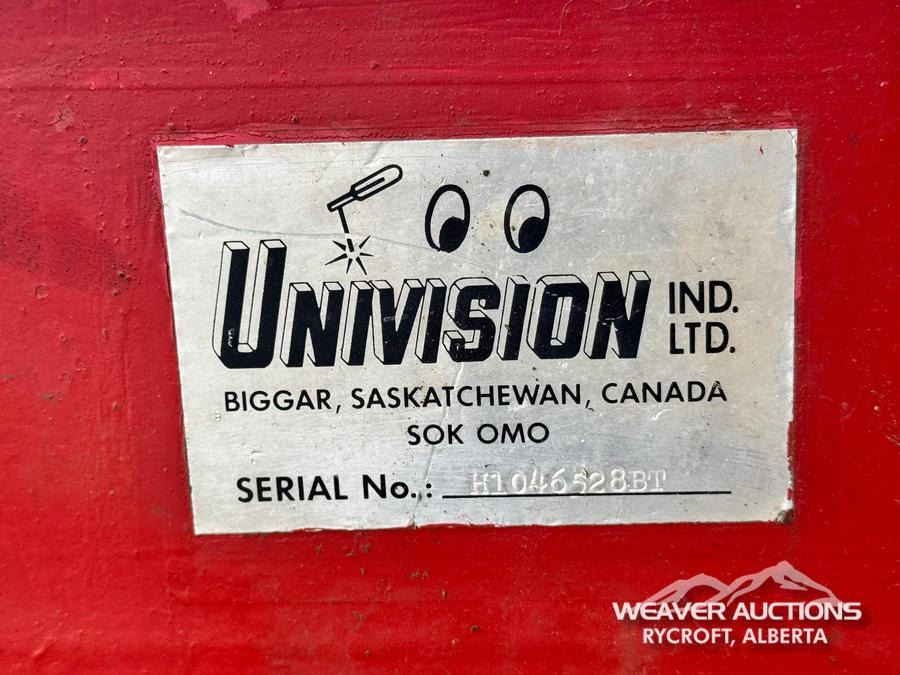 UNIVISION IND.
LTD.
BIGGAR, SASKATCHEWAN, CANADA
SOK OMO
SERIAL No.: H1046528BT
WEAVER AUCTIONS
RYCROFT, ALBERTA